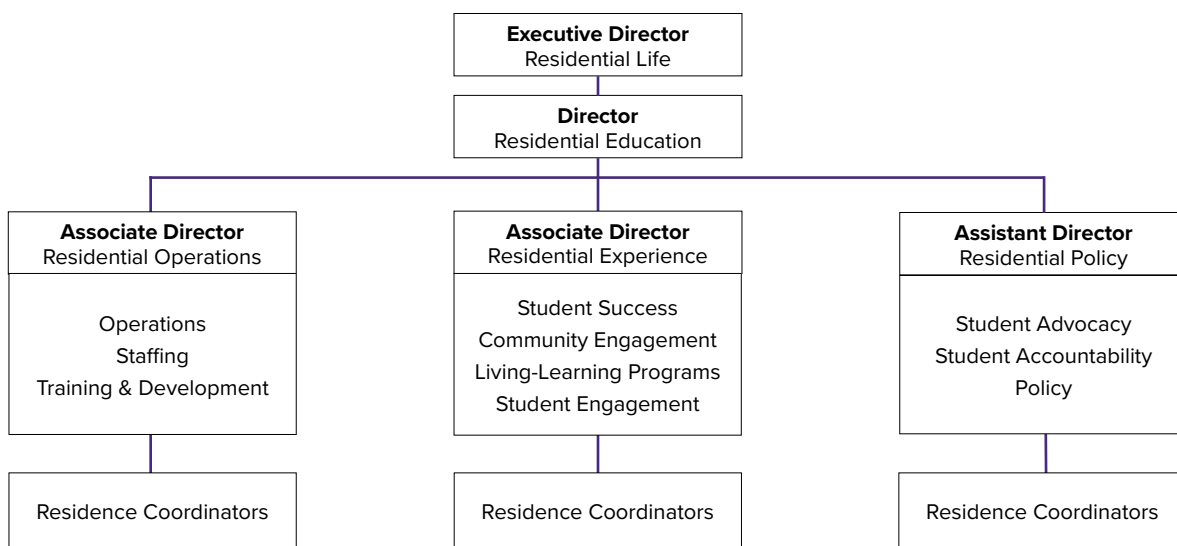 Executive Director
Residential Life
Director
Residential Education
Associate Director
Residential Operations
Operations
Staffing
Training & Development
Residence Coordinators
Associate Director
Residential Experience
Student Success
Community Engagement
Living-Learning Programs
Student Engagement
Residence Coordinators
Assistant Director
Residential Policy
Student Advocacy
Student Accountability
Policy
Residence Coordinators